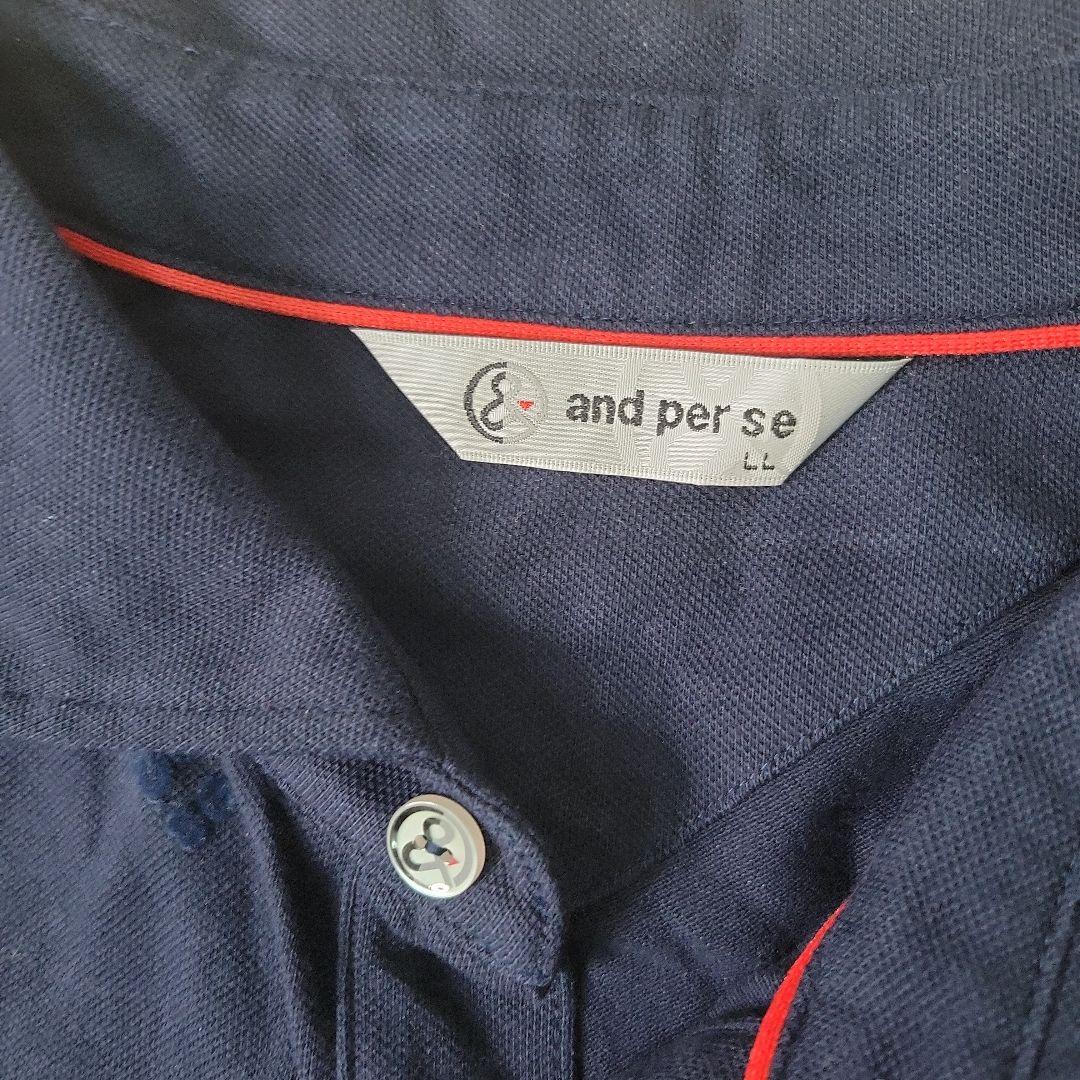 & and per se
LL
&